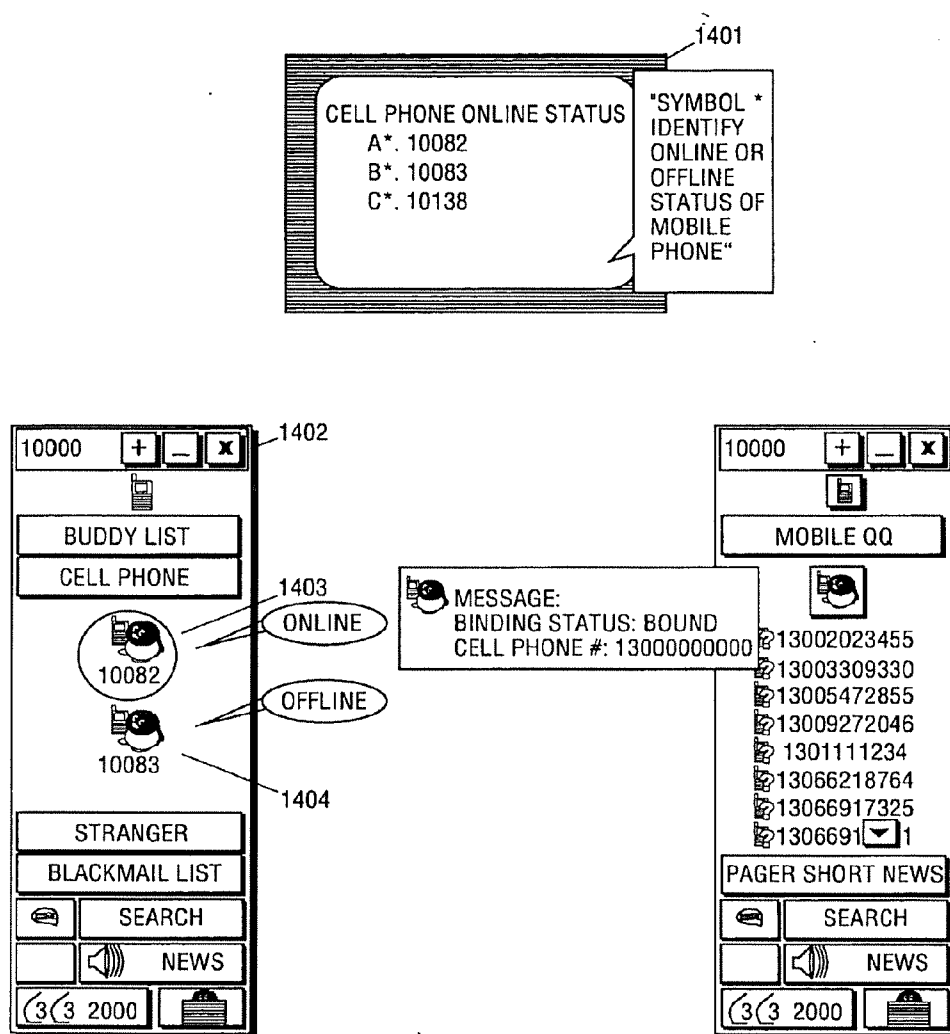 1401
CELL PHONE ONLINE STATUS
A*. 10082
B*. 10083
C*. 10138
"SYMBOL *
IDENTIFY
ONLINE OR
OFFLINE
STATUS OF
MOBILE
PHONE"
10000 + _ x
1402
BUDDY LIST
CELL PHONE
1403
ONLINE
10082
OFFLINE
10083
1404
STRANGER
BLACKMAIL LIST
SEARCH
NEWS
2000
MESSAGE:
BINDING STATUS: BOUND
CELL PHONE #: 13000000000
10000 + _ x
MOBILE QQ
?13002023455
?13003309330
?13005472855
?13009272046
? 1301111234
?13066218764
?13066917325
?1306691 1
PAGER SHORT NEWS
SEARCH
NEWS
2000